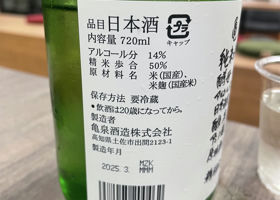 品目 日本酒
内容量 720ml
プラ
キャップ
アルコール分 14%
精米歩合 50%
原材料名 米(国産)、
米麹(国産米)
保存方法 要冷蔵
•飲酒は20歳になってから。
製造者
亀泉酒造株式会社
高知県土佐市出間2123-1
製造年月
2025.3. MZK
MMM